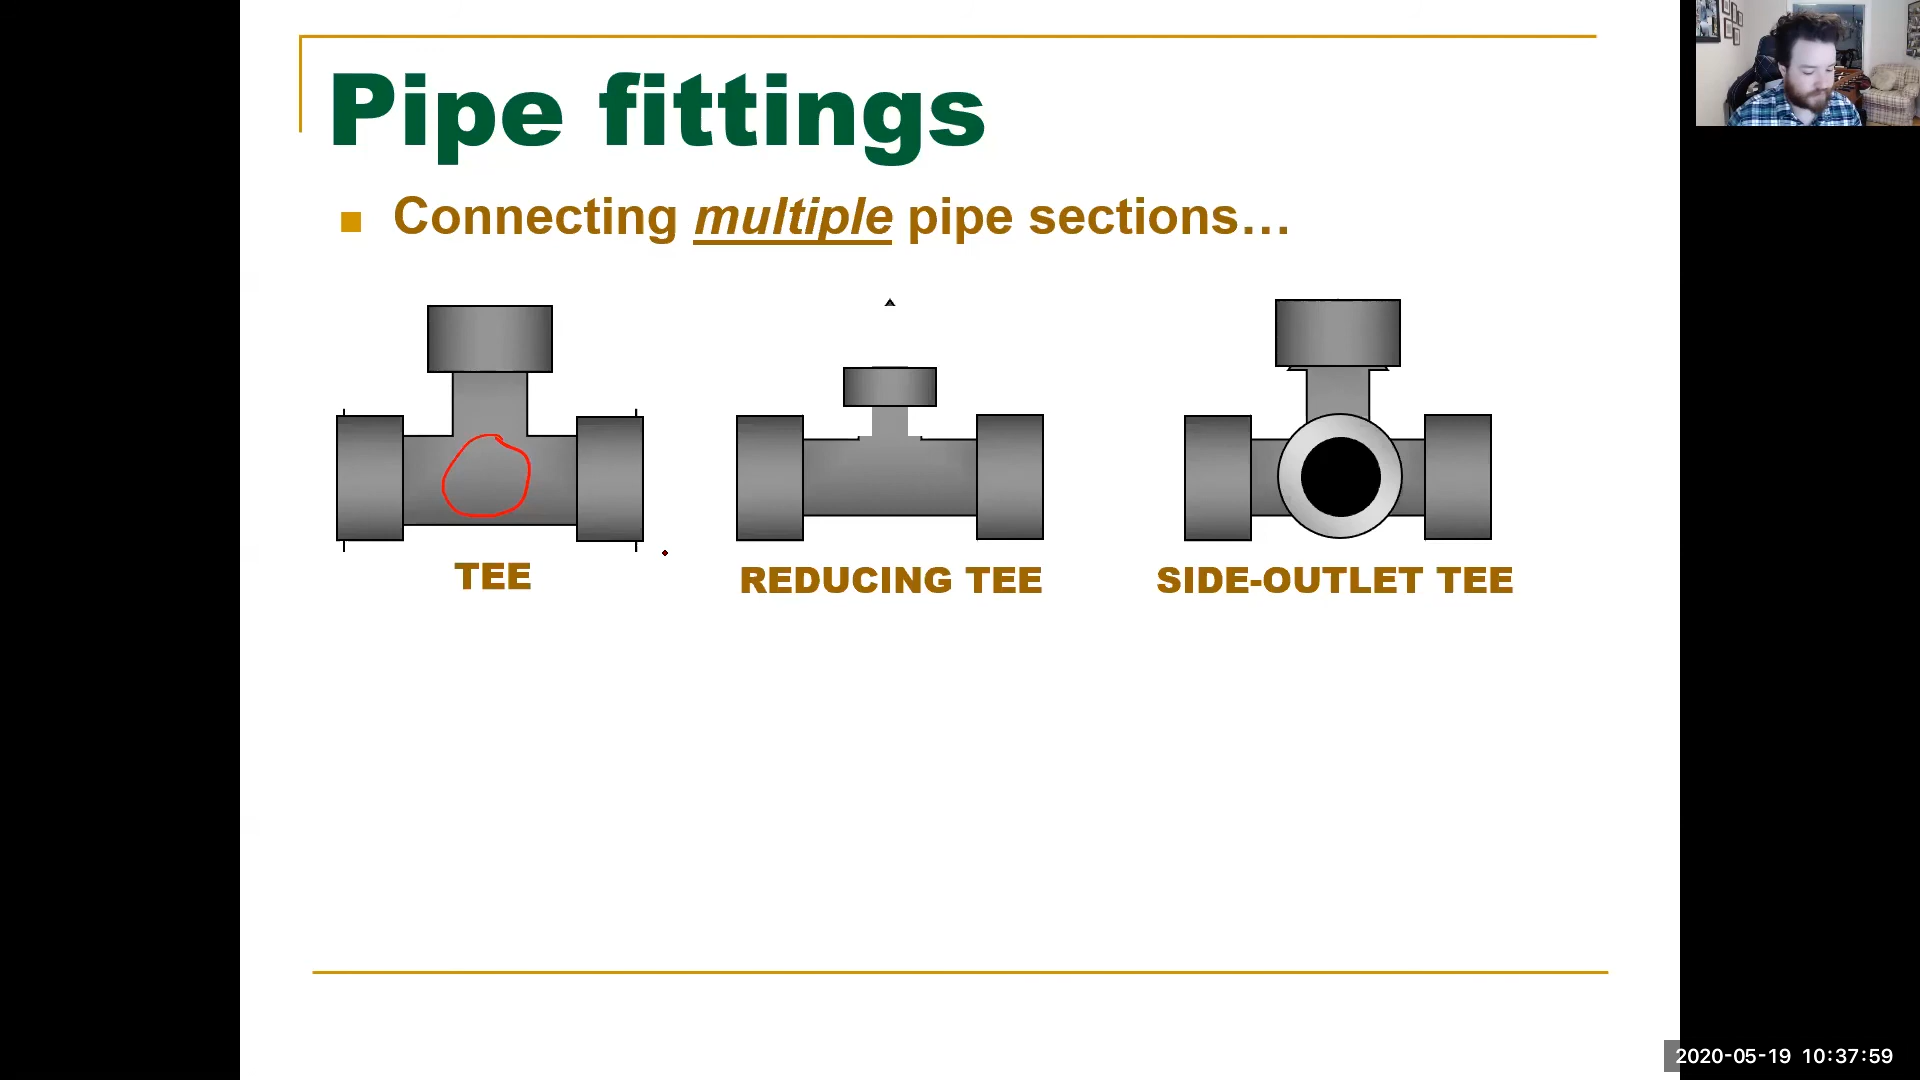 Pipe fittings
Connecting multiple pipe sections…
TEE
REDUCING TEE
SIDE-OUTLET TEE
2020-05-19 10:37:59